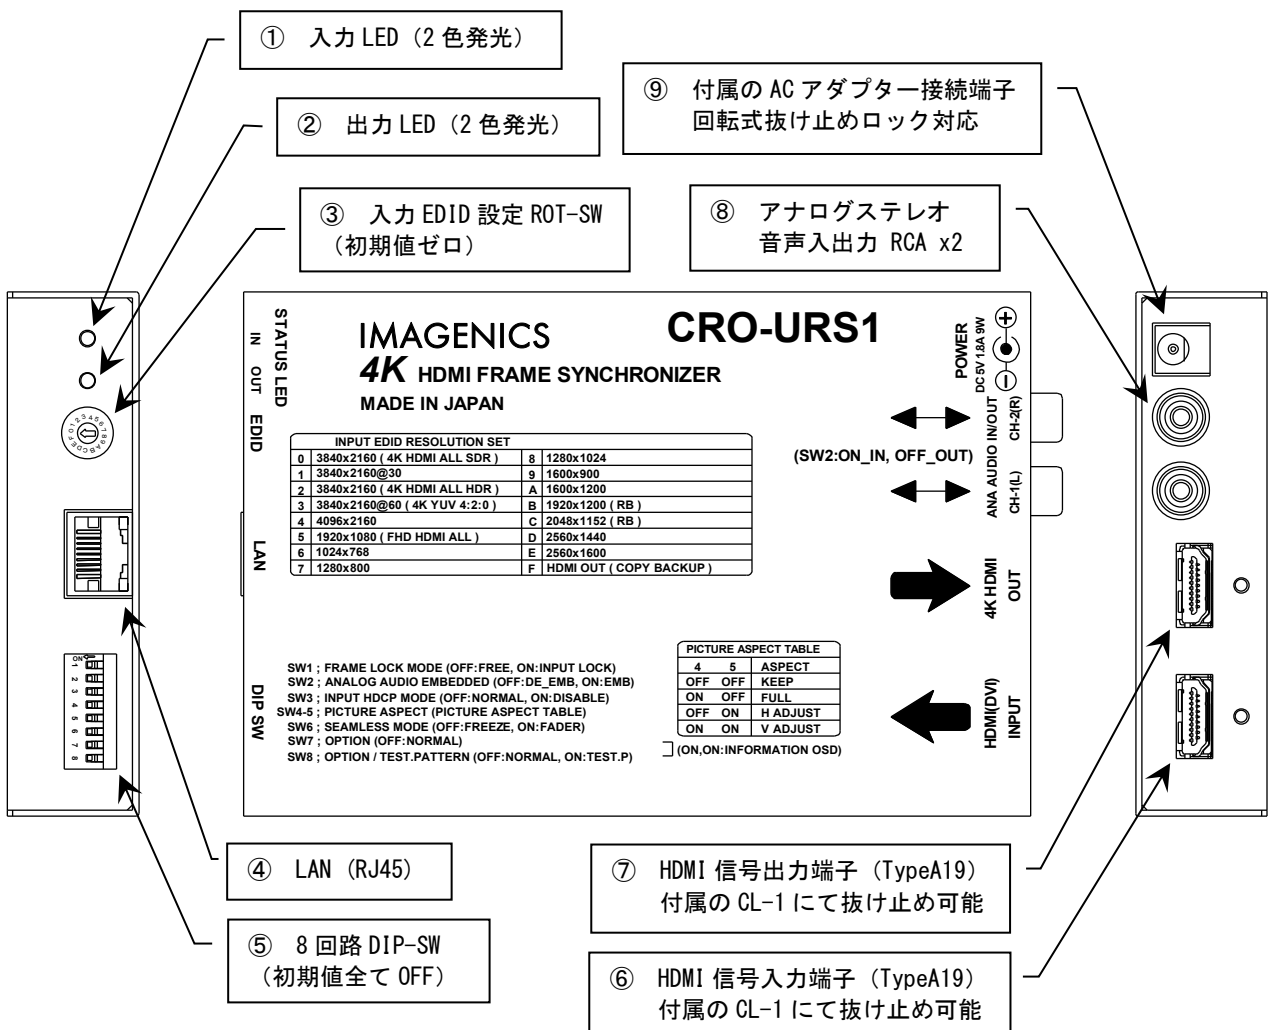 ① 入力 LED（2 色発光）
② 出力 LED（2 色発光）
③ 入力 EDID 設定 ROT-SW
（初期値ゼロ）
⑨ 付属の AC アダプター接続端子
回転式抜け止めロック対応
⑧ アナログステレオ
音声入出力 RCA x2
STATUS LED
IN OUT
EDID
LAN
DIP SW
0123456789ABCDEF
ON
1 2 3 4 5 6 7 8
IMAGENICS
CRO-URS1
4K HDMI FRAME SYNCHRONIZER
MADE IN JAPAN
INPUT EDID RESOLUTION SET
0 3840x2160 ( 4K HDMI ALL SDR ) 8 1280x1024
1 3840x2160@30 9 1600x900
2 3840x2160 ( 4K HDMI ALL HDR ) A 1600x1200
3 3840x2160@60 ( 4K YUV 4:2:0 ) B 1920x1200 ( RB )
4 4096x2160 C 2048x1152 ( RB )
5 1920x1080 ( FHD HDMI ALL ) D 2560x1440
6 1024x768 E 2560x1600
7 1280x800 F HDMI OUT ( COPY BACKUP )
SW1 ; FRAME LOCK MODE (OFF:FREE, ON:INPUT LOCK)
SW2 ; ANALOG AUDIO EMBEDDED (OFF:DE_EMB, ON:EMB)
SW3 ; INPUT HDCP MODE (OFF:NORMAL, ON:DISABLE)
SW4-5 ; PICTURE ASPECT (PICTURE ASPECT TABLE)
SW6 ; SEAMLESS MODE (OFF:FREEZE, ON:FADER)
SW7 ; OPTION (OFF:NORMAL)
SW8 ; OPTION / TEST.PATTERN (OFF:NORMAL, ON:TEST.P)
PICTURE ASPECT TABLE
4 5 ASPECT
OFF OFF KEEP
ON OFF FULL
OFF ON H ADJUST
ON ON V ADJUST
(ON,ON:INFORMATION OSD)
POWER
DC 5V 1.8A 9W
(SW2:ON_IN, OFF_OUT)
ANA AUDIO IN/OUT
CH-2(R)
CH-1(L)
4K HDMI
OUT
HDMI(DVI)
INPUT
④ LAN（RJ45）
⑤ 8 回路 DIP-SW
（初期値全て OFF）
⑦ HDMI 信号出力端子（TypeA19）
付属の CL-1 にて抜け止め可能
⑥ HDMI 信号入力端子（TypeA19）
付属の CL-1 にて抜け止め可能